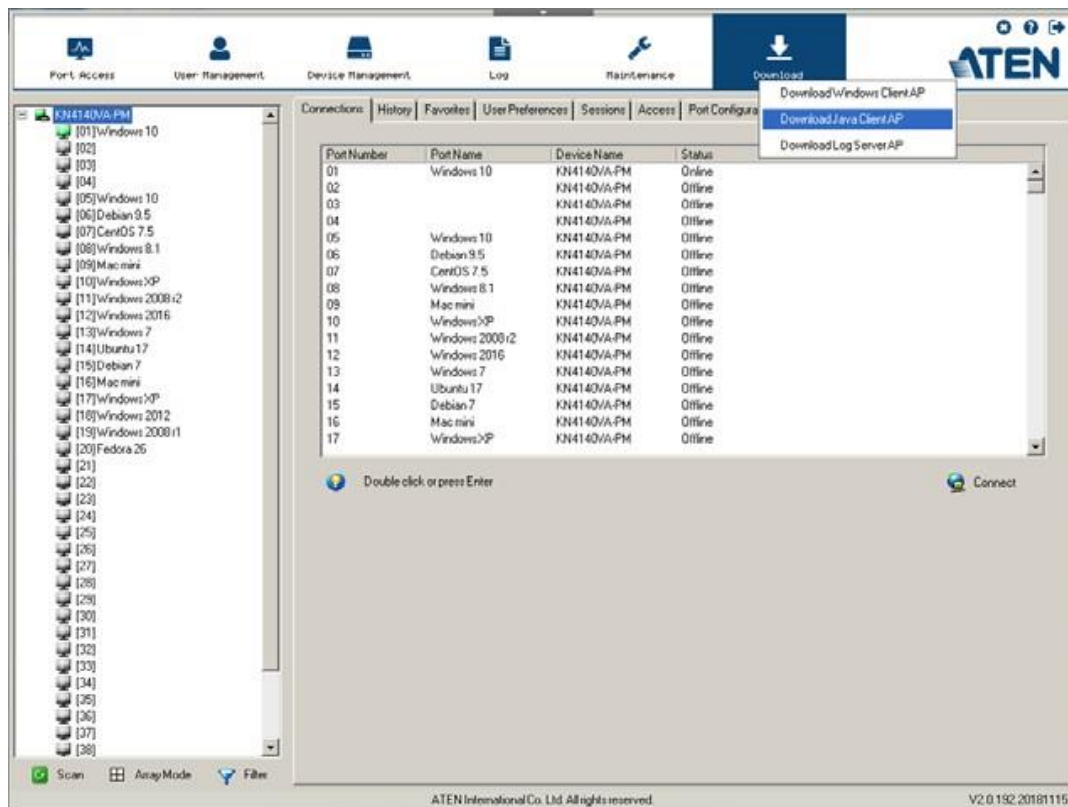 Port Access
User Management
Device Management
Log
Maintenance
Download
ATEN
Download Windows Client AP
Download Java Client AP
Download Log Server AP
KN4140VA-PM
[01]Windows 10
[02]
[03]
[04]
[05]Windows 10
[06]Debian 9.5
[07]CentOS 7.5
[08]Windows 8.1
[09]Mac mini
[10]Windows XP
[11]Windows 2008 r2
[12]Windows 2016
[13]Windows 7
[14]Ubuntu 17
[15]Debian 7
[16]Mac mini
[17]Windows XP
[18]Windows 2012
[19]Windows 2008 r1
[20]Fedora 26
[21]
[22]
[23]
[24]
[25]
[26]
[27]
[28]
[29]
[30]
[31]
[32]
[33]
[34]
[35]
[36]
[37]
[38]
Scan Array Mode Filter
Connections History Favorites User Preferences Sessions Access Port Configura
Port Number Port Name Device Name Status
01 Windows 10 KN4140VA-PM Online
02 KN4140VA-PM Offline
03 KN4140VA-PM Offline
04 KN4140VA-PM Offline
05 Windows 10 KN4140VA-PM Offline
06 Debian 9.5 KN4140VA-PM Offline
07 CentOS 7.5 KN4140VA-PM Offline
08 Windows 8.1 KN4140VA-PM Offline
09 Mac mini KN4140VA-PM Offline
10 Windows XP KN4140VA-PM Offline
11 Windows 2008 r2 KN4140VA-PM Offline
12 Windows 2016 KN4140VA-PM Offline
13 Windows 7 KN4140VA-PM Offline
14 Ubuntu 17 KN4140VA-PM Offline
15 Debian 7 KN4140VA-PM Offline
16 Mac mini KN4140VA-PM Offline
17 Windows XP KN4140VA-PM Offline
Double click or press Enter
Connect
ATEN International Co. Ltd. All rights reserved.
V2.0.192.20181115